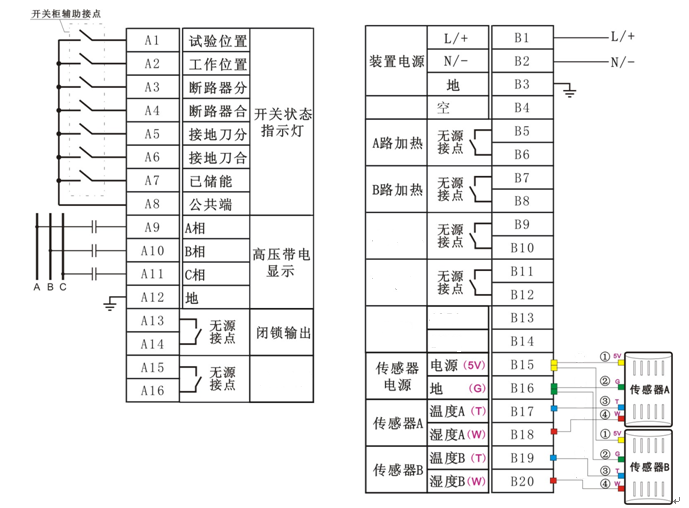 开关柜辅助接点
A1 试验位置
A2 工作位置
A3 断路器分
A4 断路器合
A5 接地刀分
A6 接地刀合
A7 已储能
A8 公共端
开关状态
指示灯
A9 A相
A10 B相
A11 C相
A12 地
高压带电
显示
A B C
A13
A14
无源
接点
闭锁输出
A15
A16
无源
接点
装置电源
L/+ B1 L/+
N/- B2 N/-
地 B3
空 B4
A路加热
无源
接点
B5
B6
B路加热
无源
接点
B7
B8
无源
接点
B9
B10
无源
接点
B11
B12
B13
B14
传感器
电源
电源(5V) B15
地 (G) B16
传感器A
温度A(T) B17
湿度A(W) B18
传感器B
温度B(T) B19
湿度B(W) B20
① 5V
② G
③ T
④ W
传感器A
① 5V
② G
③ T
④ W
传感器B